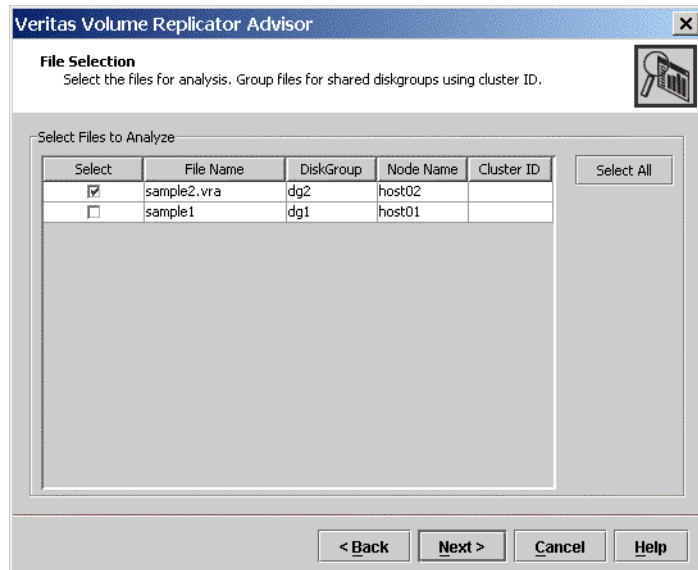 Veritas Volume Replicator Advisor
File Selection
Select the files for analysis. Group files for shared diskgroups using cluster ID.
Select Files to Analyze
Select File Name DiskGroup Node Name Cluster ID Select All
sample2.vra dg2 host02
sample1 dg1 host01
< Back Next > Cancel Help